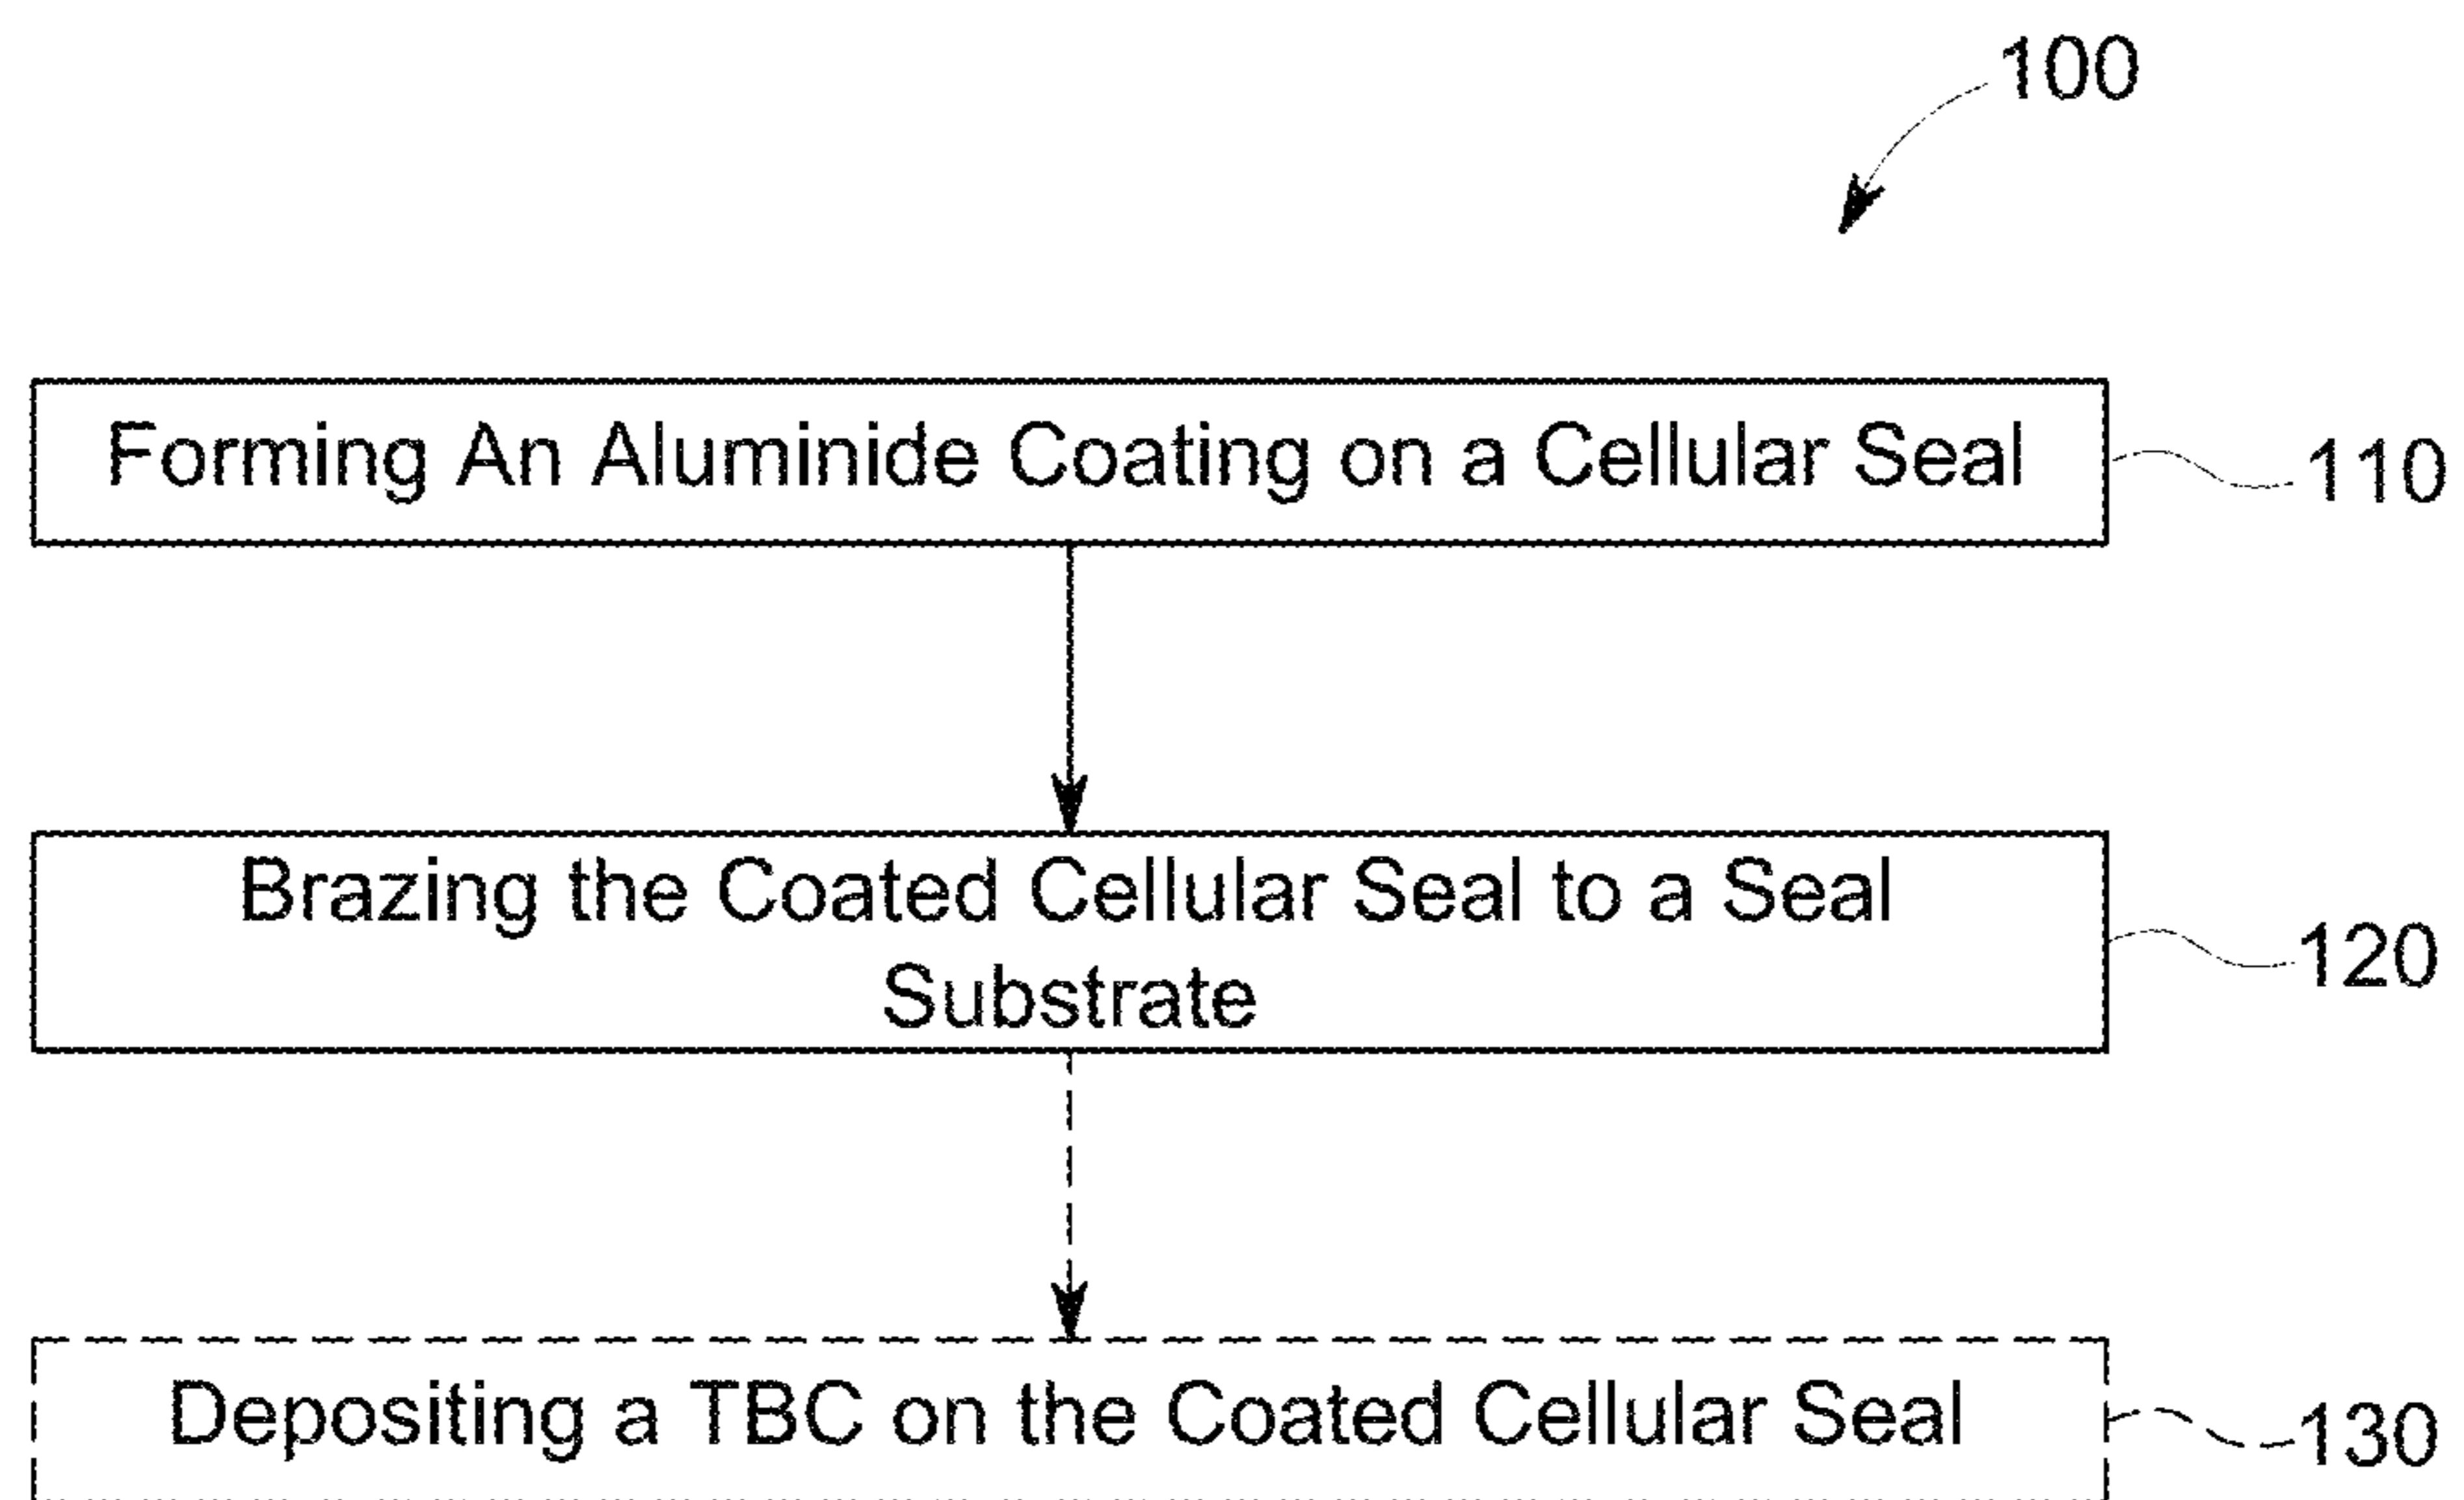 100
Forming An Aluminide Coating on a Cellular Seal
110
Brazing the Coated Cellular Seal to a Seal
Substrate
120
Depositing a TBC on the Coated Cellular Seal
130